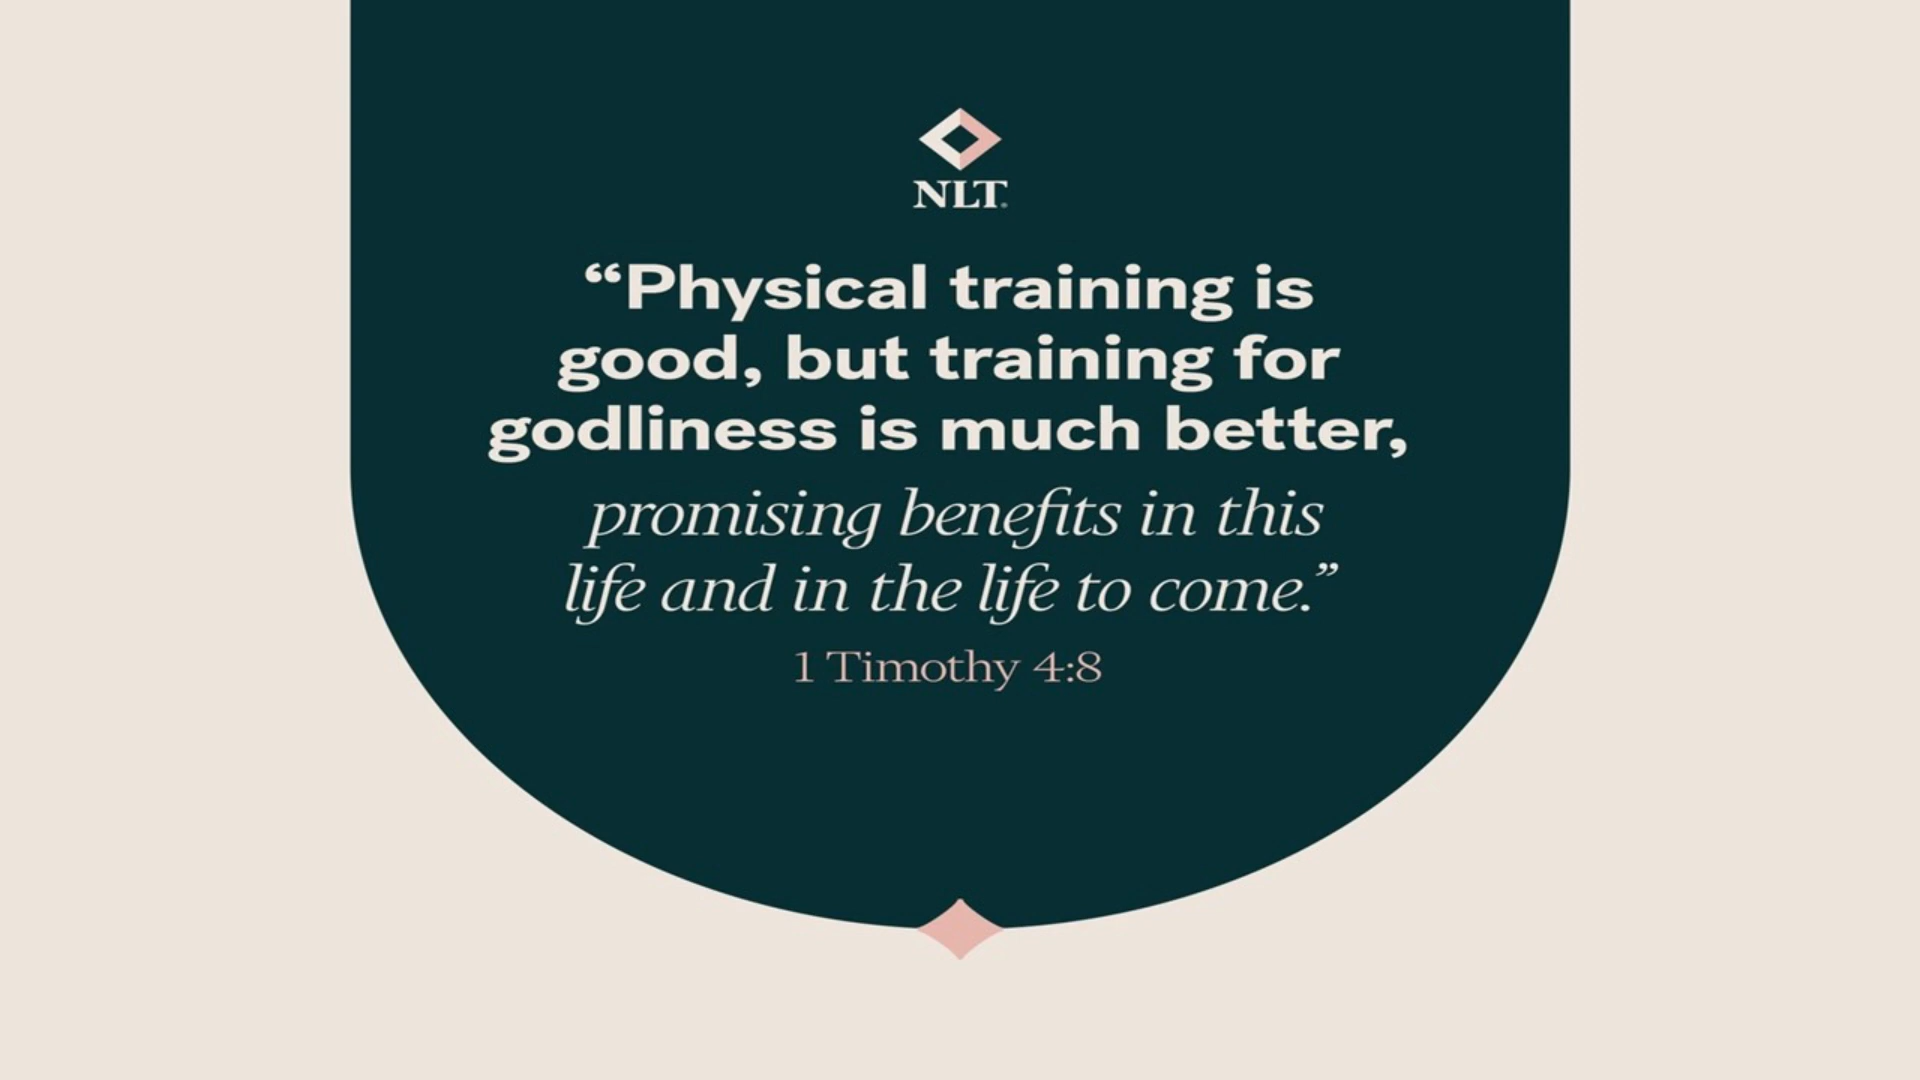 NLT
“Physical training is
good, but training for
godliness is much better,
promising benefits in this
life and in the life to come.”
1 Timothy 4:8